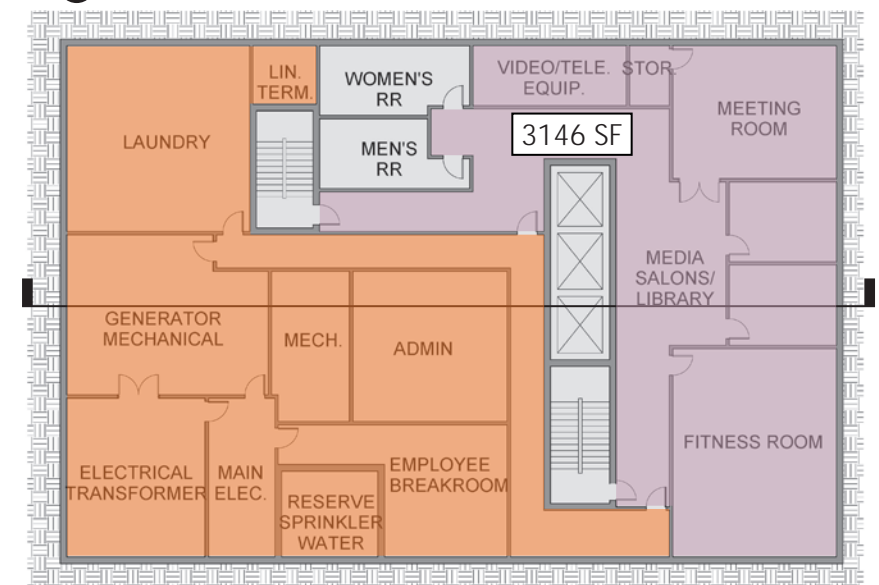 LIN.
TERM.
WOMEN'S
RR
VIDEO/TELE.
EQUIP.
STOR.
MEETING
ROOM
LAUNDRY
MEN'S
RR
3146 SF
MEDIA
SALONS/
LIBRARY
GENERATOR
MECHANICAL
MECH.
ADMIN
FITNESS ROOM
ELECTRICAL
TRANSFORMER
MAIN
ELEC.
EMPLOYEE
BREAKROOM
RESERVE
SPRINKLER
WATER